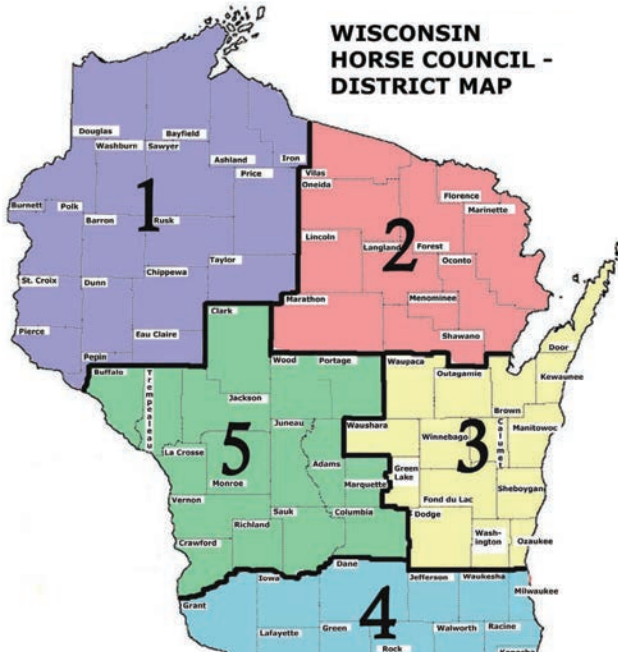 WISCONSIN
HORSE COUNCIL -
DISTRICT MAP
Douglas
Bayfield
Washburn
Sawyer
Ashland
Iron
Price
Burnett
Polk
Barron
Rusk
1
Taylor
Chippewa
St. Croix
Dunn
Pierce
Eau Claire
Pepin
Vilas
Oneida
Florence
Marinette
Lincoln
Langland
Forest
Oconto
2
Marathon
Menominee
Shawano
Clark
Wood
Portage
Buffalo
Trempealeau
Jackson
Juneau
La Crosse
5
Adams
Monroe
Marquette
Vernon
Sauk
Columbia
Richland
Crawford
Waupaca
Outagamie
Door
Kewaunee
Brown
Waushara
Winnebago
Calumet
Manitowoc
3
Green
Lake
Fond du Lac
Sheboygan
Dodge
Wash-
ington
Ozaukee
Dane
Iowa
Jefferson
Waukesha
Milwaukee
Grant
4
Lafayette
Green
Walworth
Racine
Rock
Kenosha